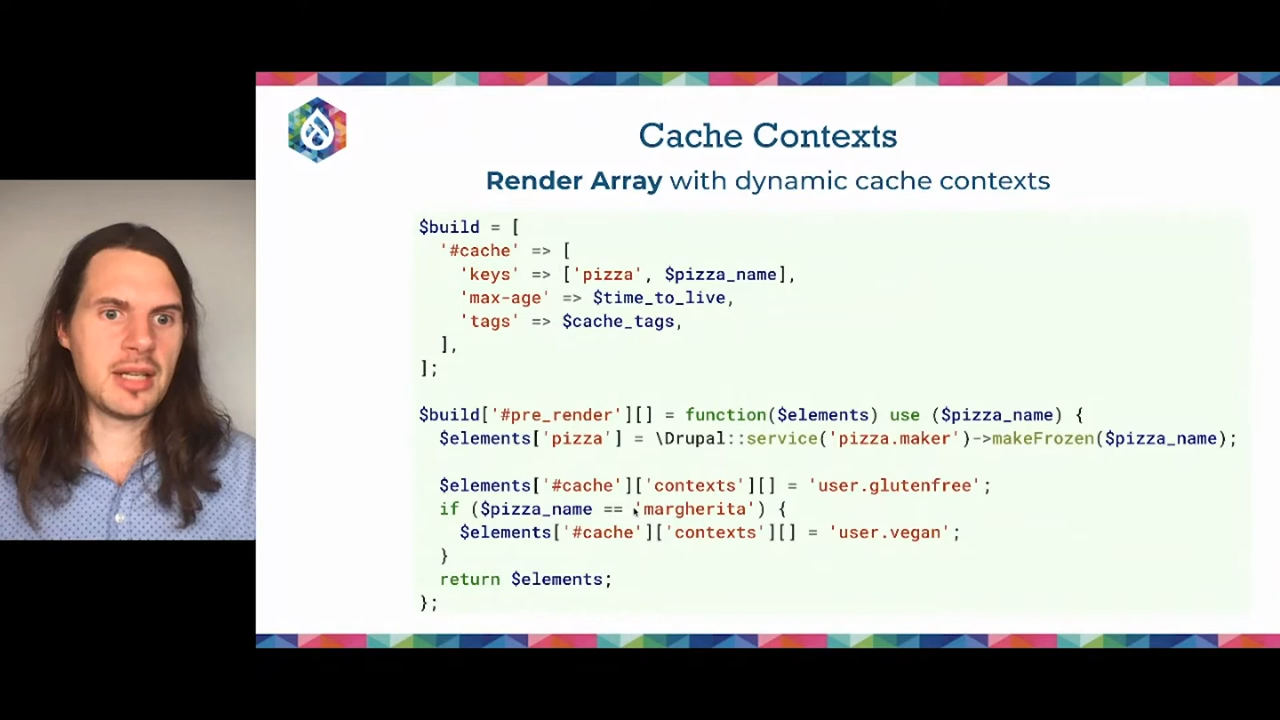 Cache Contexts
Render Array with dynamic cache contexts
$build = [
'#cache' => [
'keys' => ['pizza', $pizza_name],
'max-age' => $time_to_live,
'tags' => $cache_tags,
],
];
$build['#pre_render'][] = function($elements) use ($pizza_name) {
$elements['pizza'] = \Drupal::service('pizza.maker')->makeFrozen($pizza_name);
$elements['#cache']['contexts'][] = 'user.glutenfree';
if ($pizza_name == 'margherita') {
$elements['#cache']['contexts'][] = 'user.vegan';
}
return $elements;
};